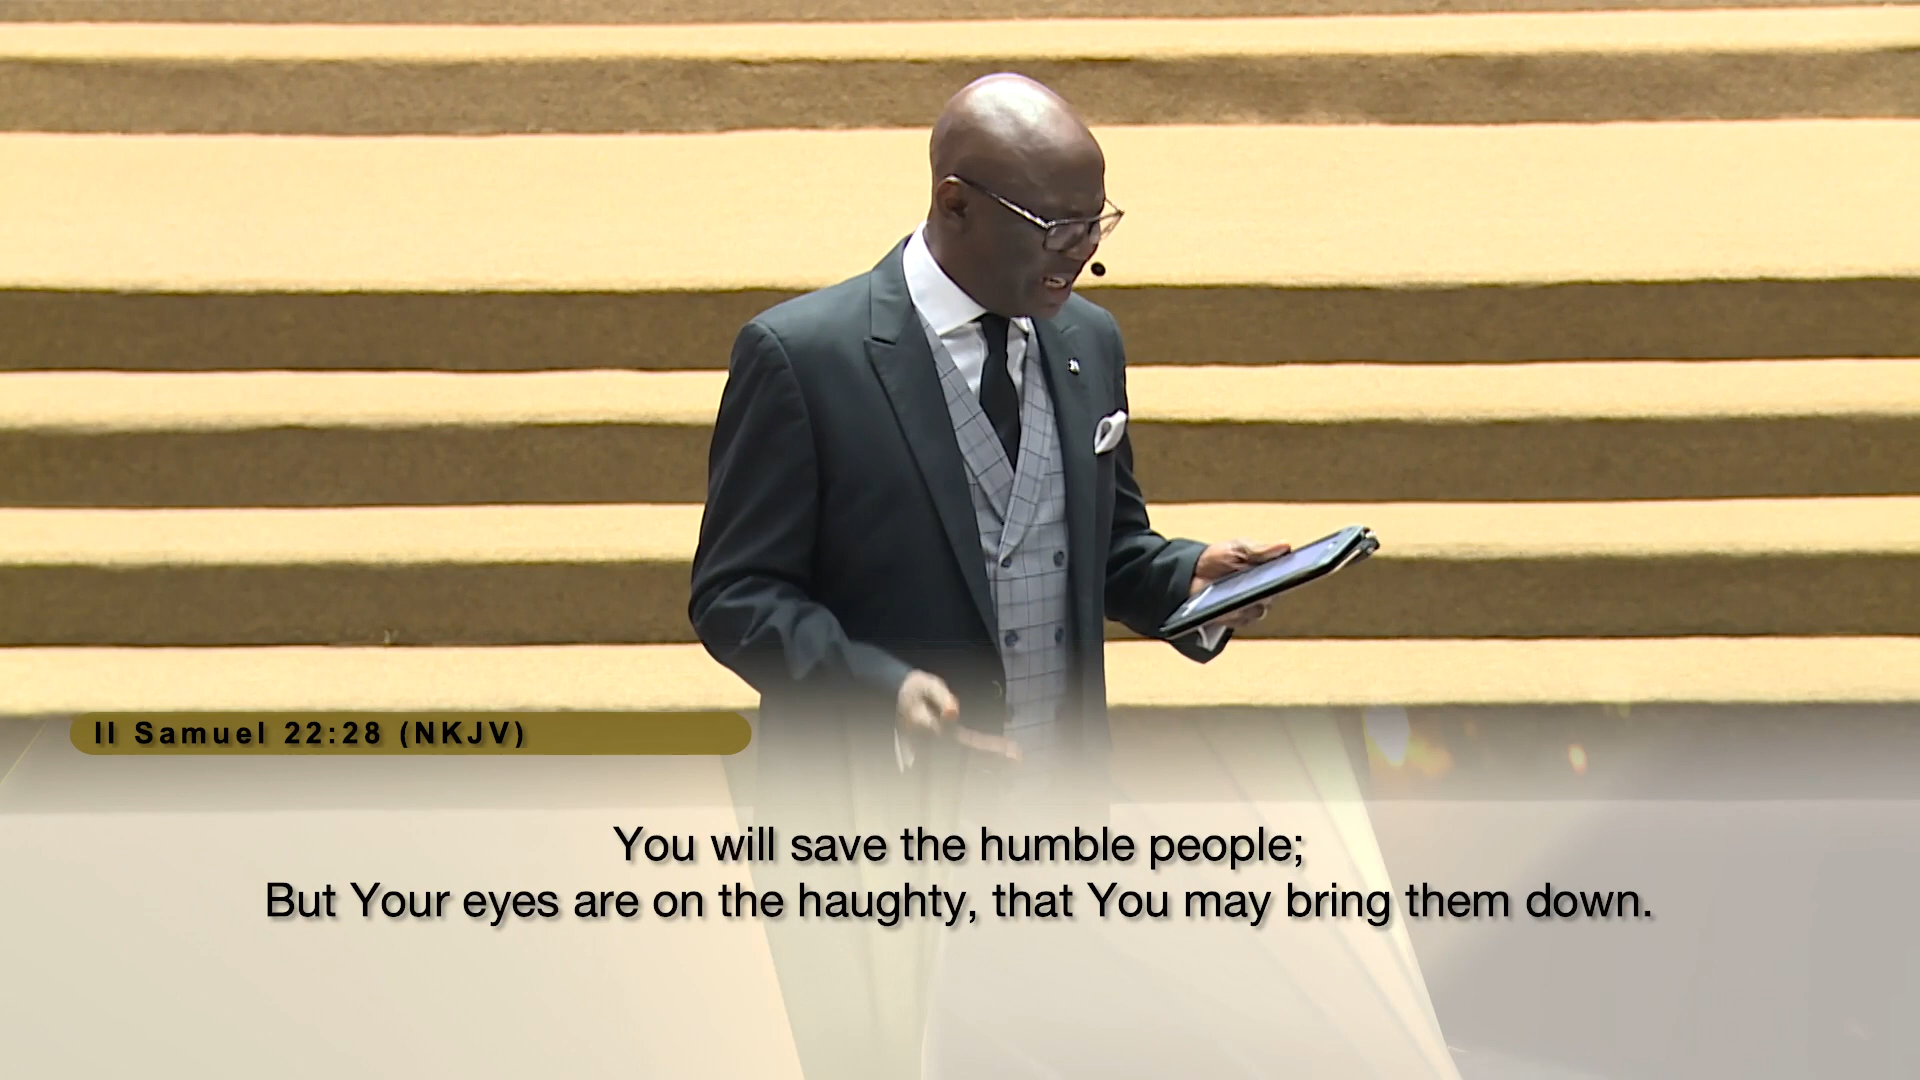 II Samuel 22:28 (NKJV)
You will save the humble people;
But Your eyes are on the haughty, that You may bring them down.